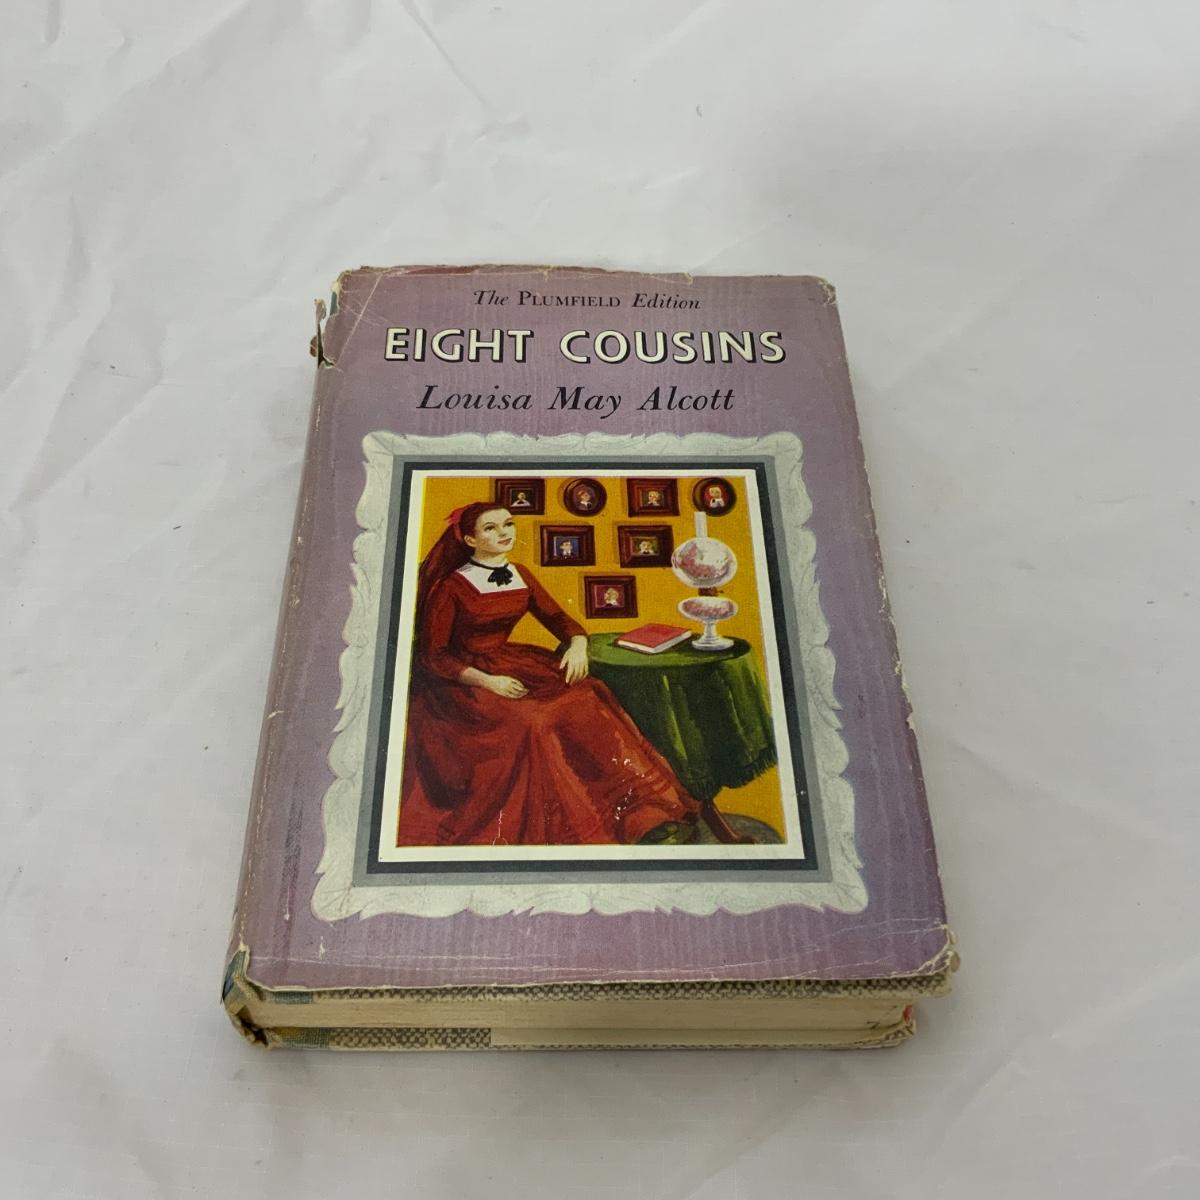 The PLUMFIELD Edition
EIGHT COUSINS
Louisa May Alcott